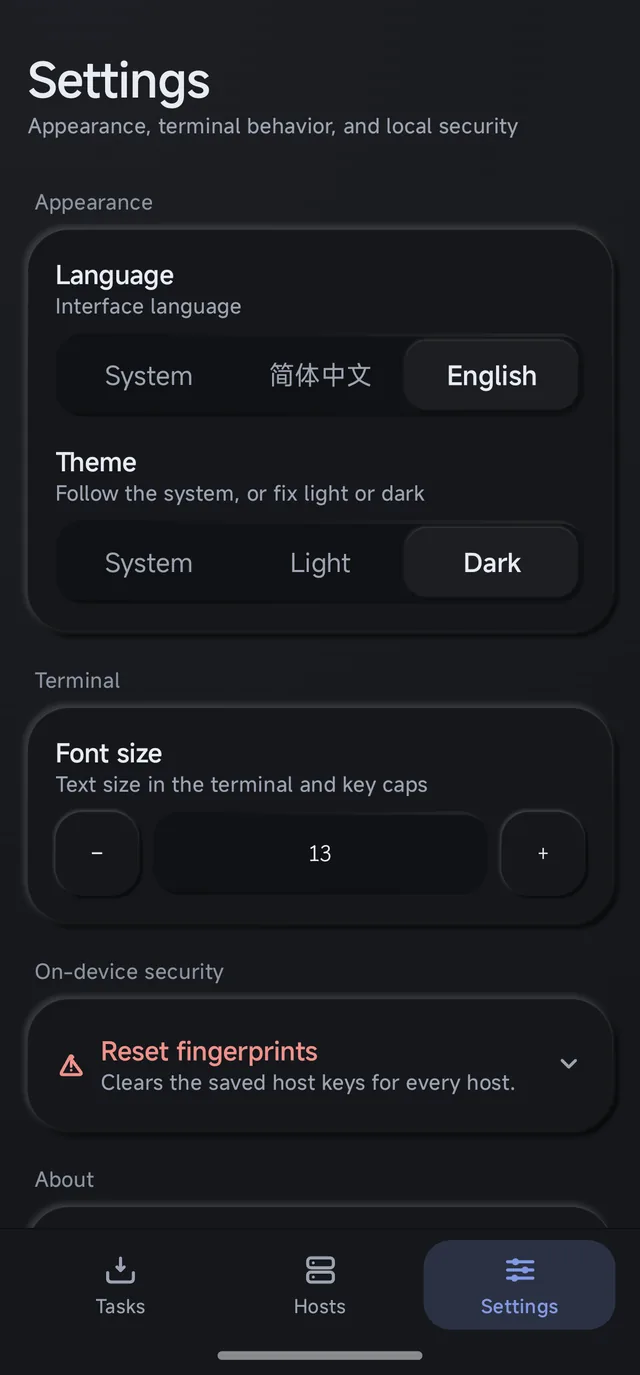 Settings
Appearance, terminal behavior, and local security
Appearance
Language
Interface language
System 简体中文 English
Theme
Follow the system, or fix light or dark
System Light Dark
Terminal
Font size
Text size in the terminal and key caps
− 13 +
On-device security
Reset fingerprints
Clears the saved host keys for every host.
About
Tasks Hosts Settings